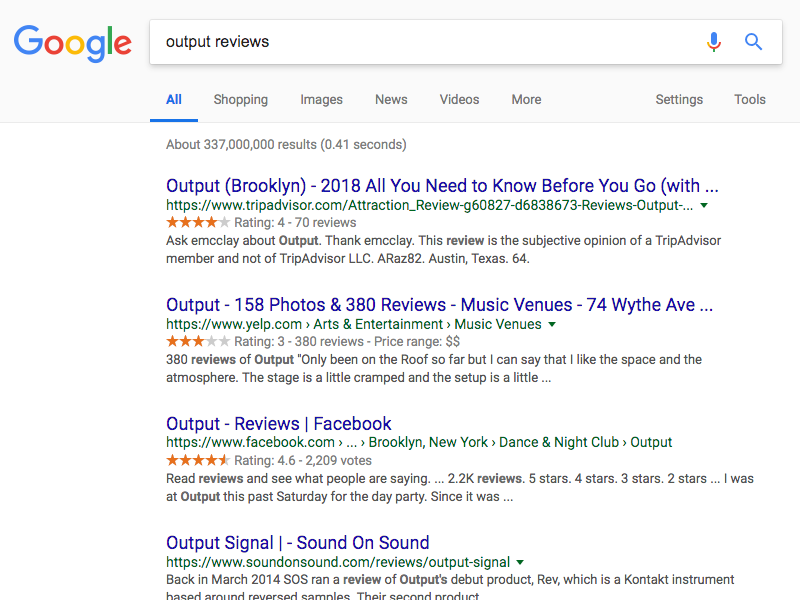 Google
output reviews
All Shopping Images News Videos More Settings Tools
About 337,000,000 results (0.41 seconds)
Output (Brooklyn) - 2018 All You Need to Know Before You Go (with ...
https://www.tripadvisor.com/Attraction_Review-g60827-d6838673-Reviews-Output-...
Rating: 4 - 70 reviews
Ask emcclay about Output. Thank emcclay. This review is the subjective opinion of a TripAdvisor
member and not of TripAdvisor LLC. ARaz82. Austin, Texas. 64.
Output - 158 Photos & 380 Reviews - Music Venues - 74 Wythe Ave ...
https://www.yelp.com › Arts & Entertainment › Music Venues
Rating: 3 - 380 reviews - Price range: $$
380 reviews of Output "Only been on the Roof so far but I can say that I like the space and the
atmosphere. The stage is a little cramped and the setup is a little ...
Output - Reviews | Facebook
https://www.facebook.com › ... › Brooklyn, New York › Dance & Night Club › Output
Rating: 4.6 - 2,209 votes
Read reviews and see what people are saying. ... 2.2K reviews. 5 stars. 4 stars. 3 stars. 2 stars ... I was
at Output this past Saturday for the day party. Since it was ...
Output Signal | - Sound On Sound
https://www.soundonsound.com/reviews/output-signal
Back in March 2014 SOS ran a review of Output's debut product, Rev, which is a Kontakt instrument
based around reversed samples. Their second product